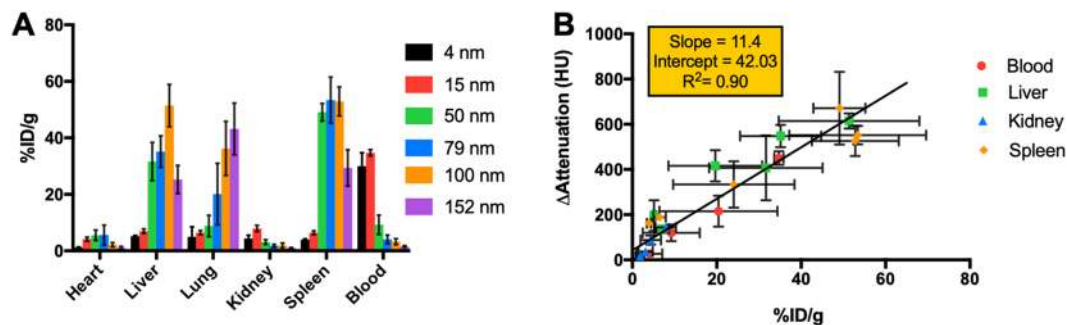 A
%ID/g
80
60
40
20
0
Heart
Liver
Lung
Kidney
Spleen
Blood
4 nm
15 nm
50 nm
79 nm
100 nm
152 nm
B
ΔAttenuation (HU)
1000
800
600
400
200
0
0 20 40 60 80
%ID/g
Slope = 11.4
Intercept = 42.03
R²= 0.90
Blood
Liver
Kidney
Spleen